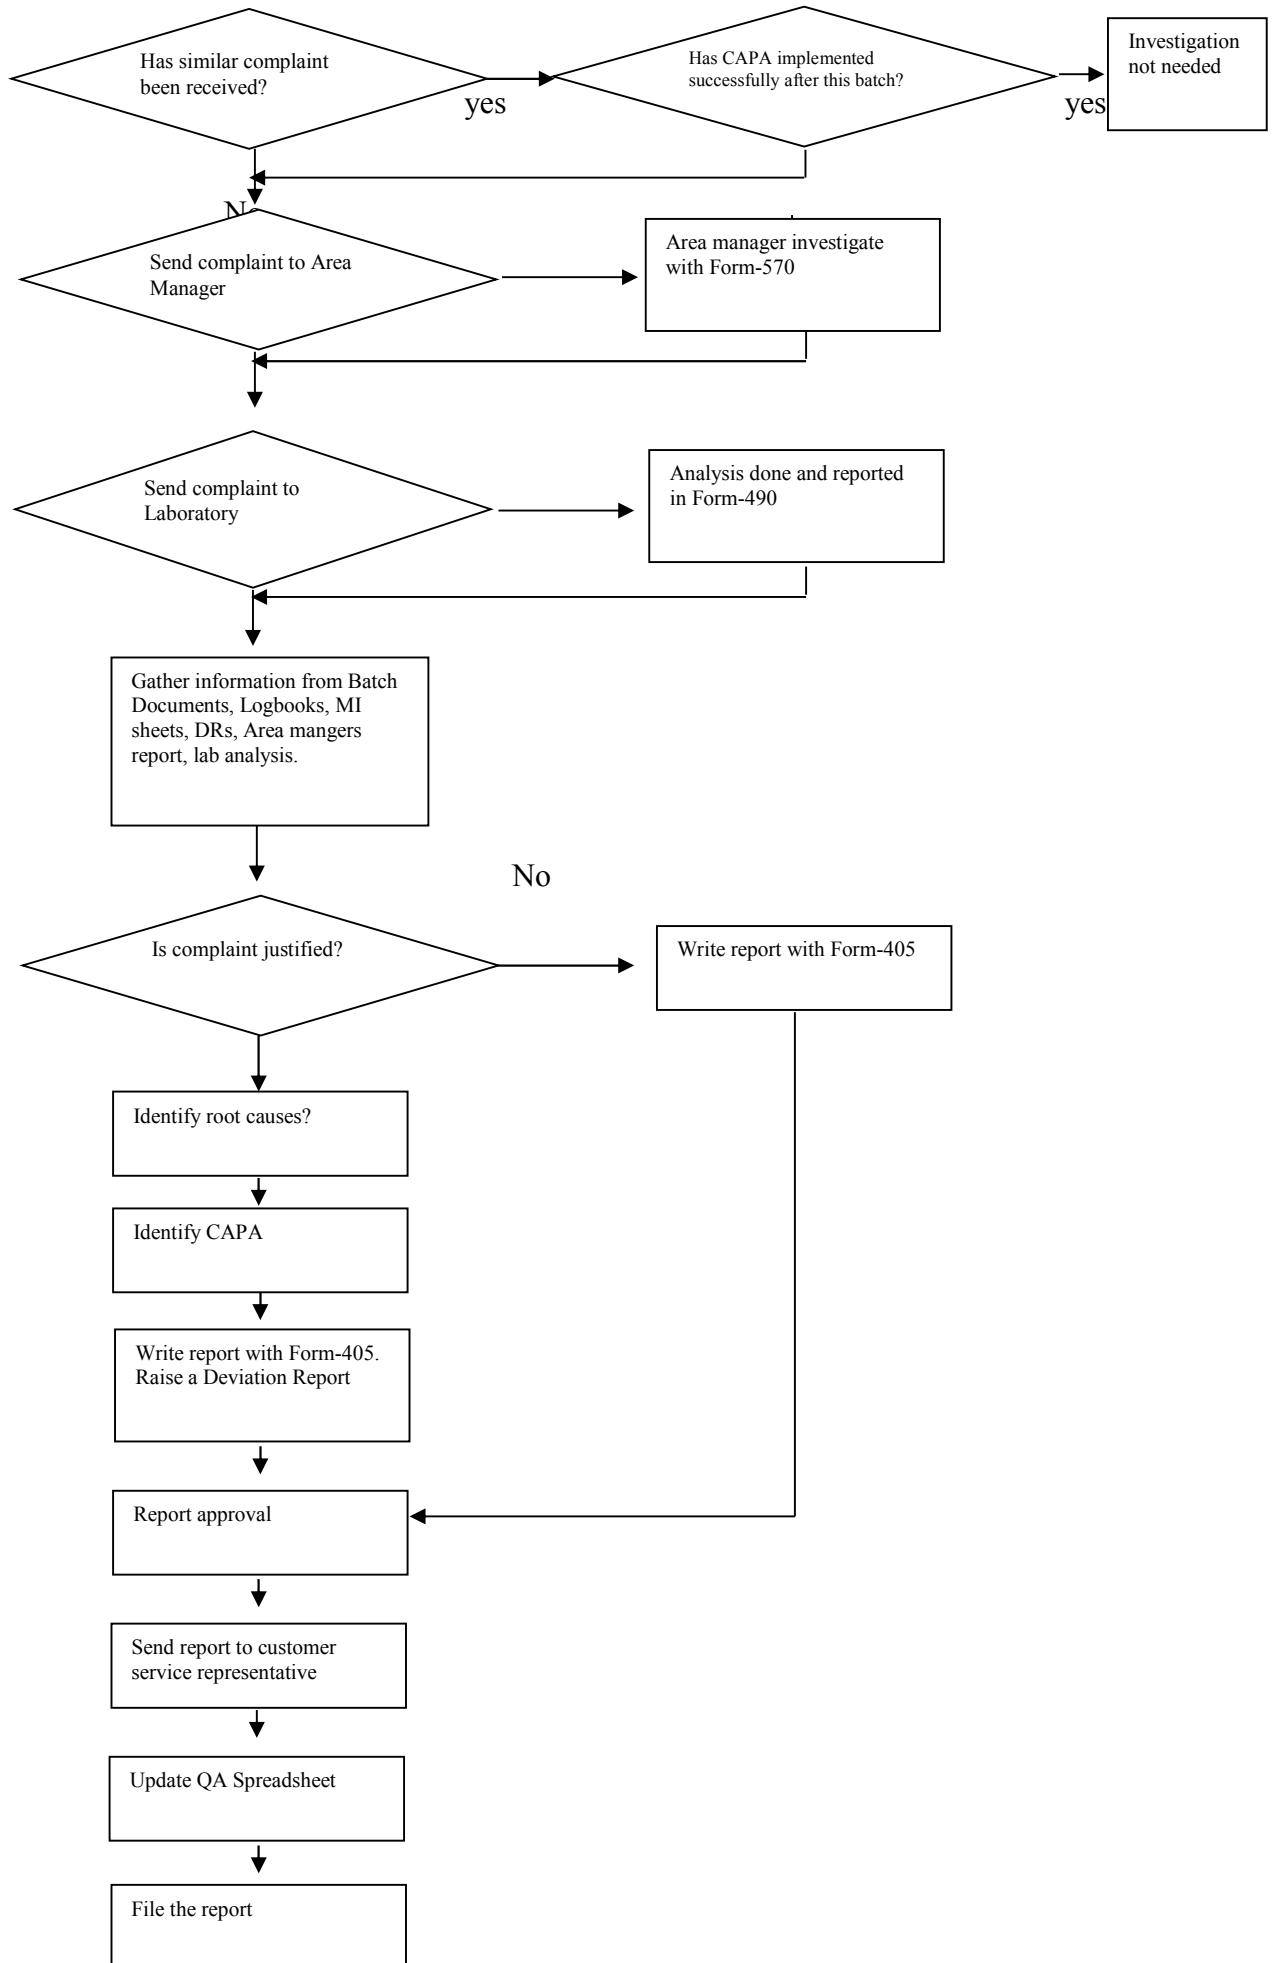 Has similar complaint
been received?
yes
Has CAPA implemented
successfully after this batch?
yes
Investigation
not needed
No
Send complaint to Area
Manager
Area manager investigate
with Form-570
Send complaint to
Laboratory
Analysis done and reported
in Form-490
Gather information from Batch
Documents, Logbooks, MI
sheets, DRs, Area mangers
report, lab analysis.
No
Is complaint justified?
Write report with Form-405
Identify root causes?
Identify CAPA
Write report with Form-405.
Raise a Deviation Report
Report approval
Send report to customer
service representative
Update QA Spreadsheet
File the report